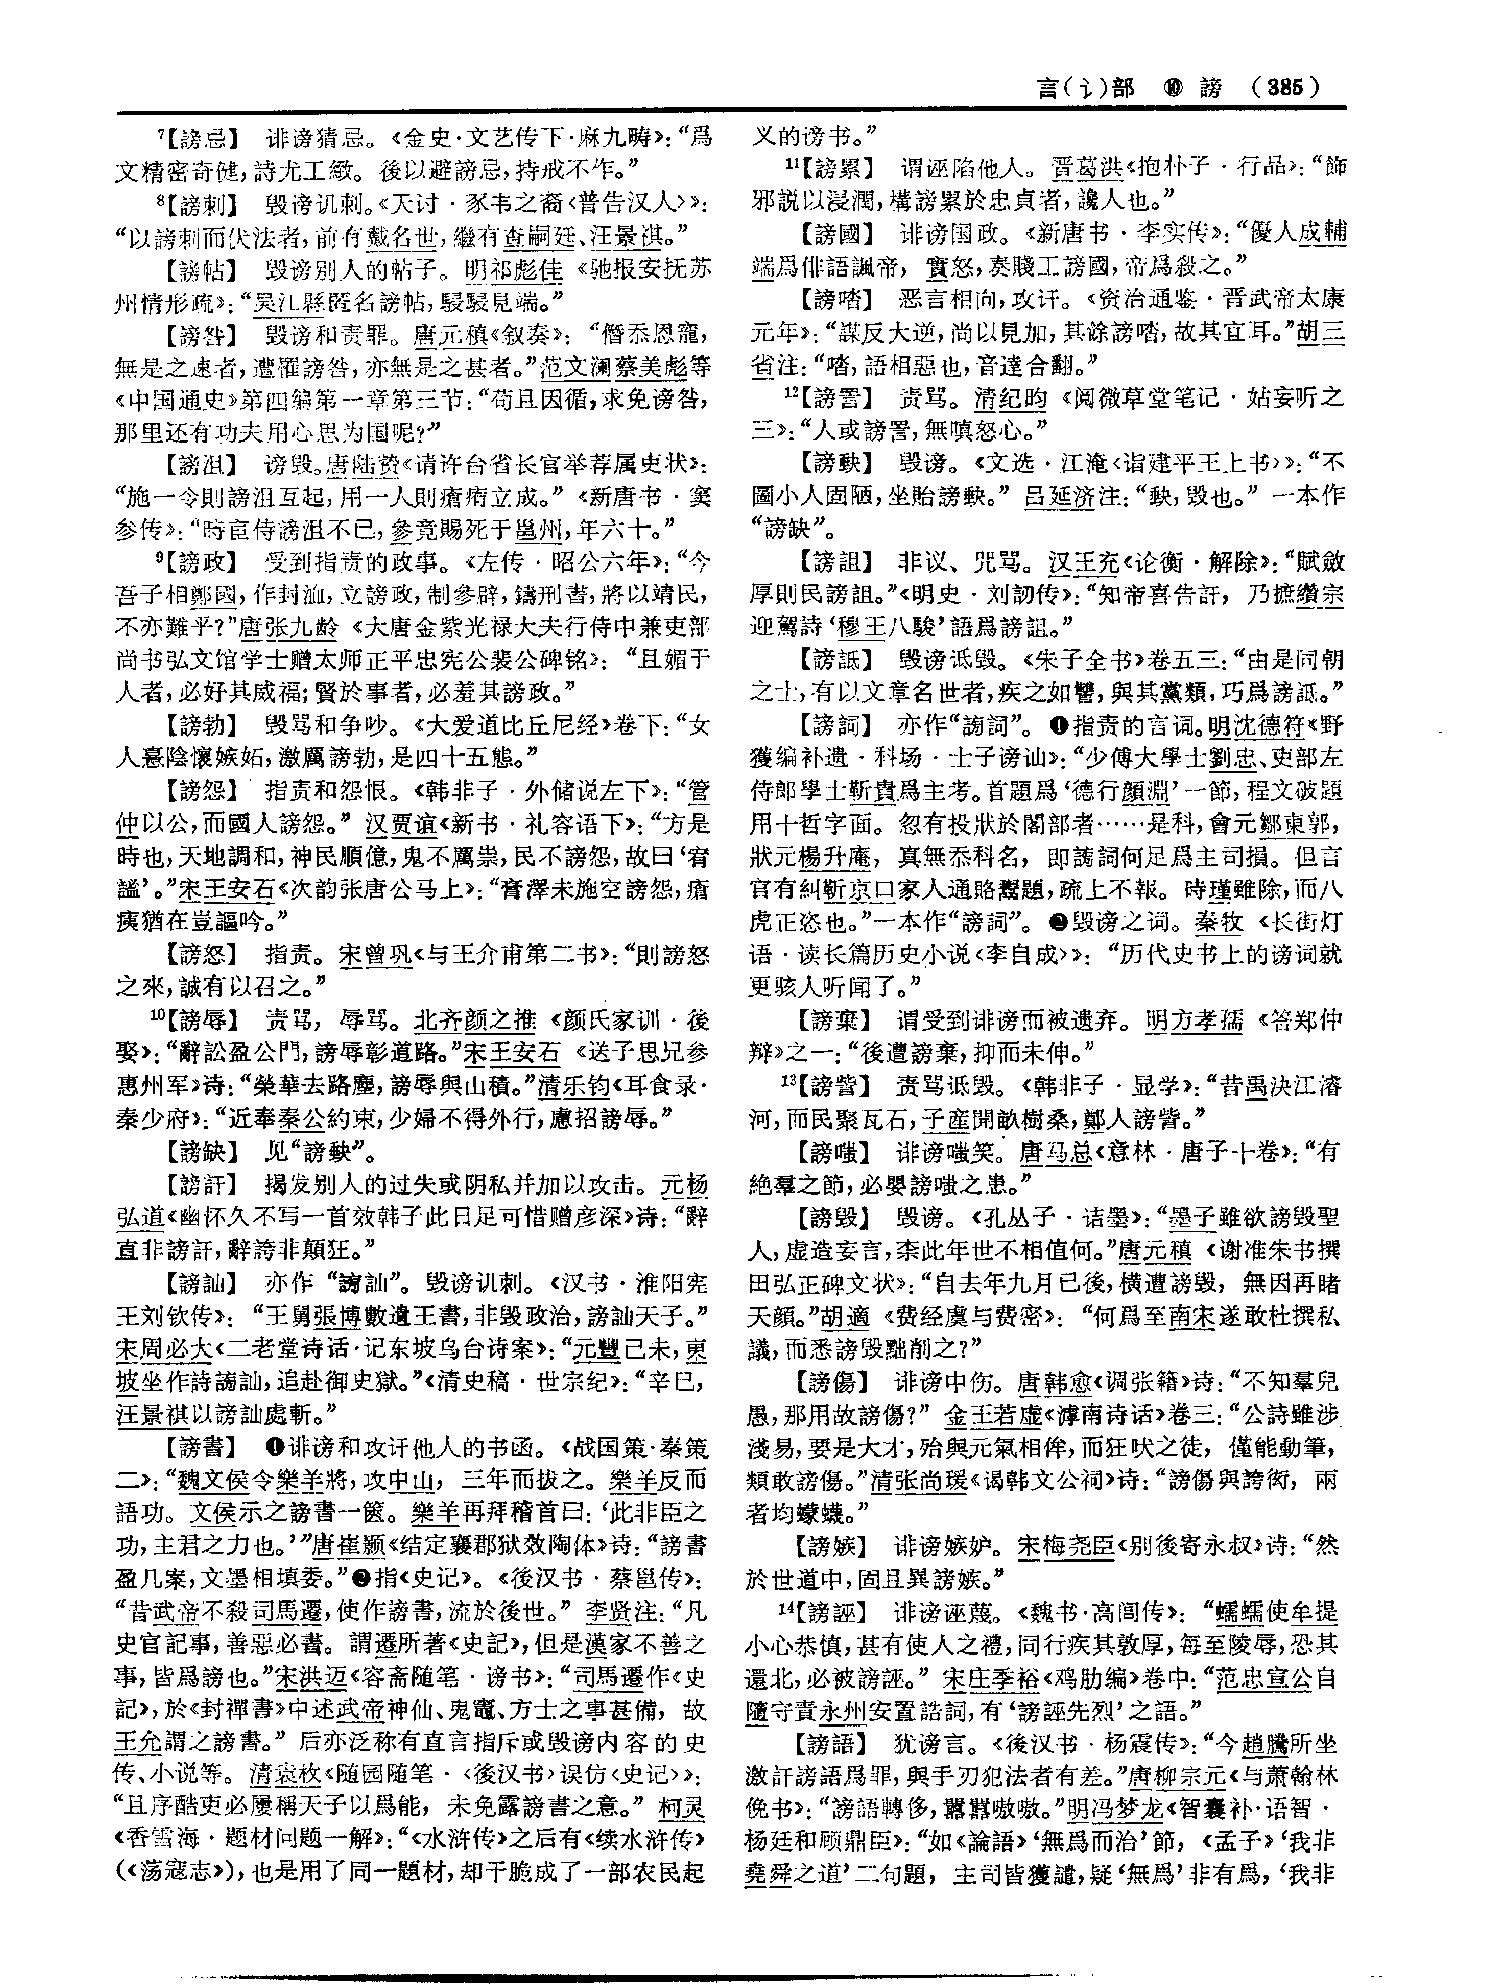 言(讠)部 ❿ 謗 (385)
⁷【謗忌】 诽谤猜忌。《金史·文艺传下·麻九畴》：“爲
文精密奇健，詩尤工緻。後以避謗忌，持戒不作。”
⁸【謗刺】 毁谤讥刺。《天讨·豕韦之裔〈普告汉人〉》：
“以謗刺而伏法者，前有戴名世，繼有查嗣廷、汪景祺。”
【謗帖】 毁谤别人的帖子。明祁彪佳《驰报安抚苏
州情形疏》：“吴江縣匿名謗帖，駸駸見端。”
【謗咎】 毁谤和责罪。唐元稹《叙奏》：“僭忝恩寵，
無是之速者，遭罹謗咎，亦無是之甚者。”范文澜蔡美彪等
《中国通史》第四编第一章第三节：“苟且因循，求免谤咎，
那里还有功夫用心思为国呢？”
【謗沮】 谤毁。唐陆贽《请许台省长官举荐属吏状》：
“施一令則謗沮互起，用一人則瘡痏立成。”《新唐书·窦
参传》：“時宦侍謗沮不已，參竟賜死于邕州，年六十。”
⁹【謗政】 受到指责的政事。《左传·昭公六年》：“今
吾子相鄭國，作封洫，立謗政，制參辟，鑄刑書，將以靖民，
不亦難乎？”唐张九龄《大唐金紫光禄大夫行侍中兼吏部
尚书弘文馆学士赠太师正平忠宪公裴公碑铭》：“且媚于
人者，必好其威福；賢於事者，必羞其謗政。”
【謗勃】 毁骂和争吵。《大爱道比丘尼经》卷下：“女
人憙陰懷嫉妬，激厲謗勃，是四十五態。”
【謗怨】 指责和怨恨。《韩非子·外储说左下》：“管
仲以公，而國人謗怨。”汉贾谊《新书·礼容语下》：“方是
時也，天地調和，神民順億，鬼不厲祟，民不謗怨，故曰‘宥
謐’。”宋王安石《次韵张唐公马上》：“膏澤未施空謗怨，瘡
痍猶在豈謳吟。”
【謗怒】 指责。宋曾巩《与王介甫第二书》：“則謗怒
之來，誠有以召之。”
¹⁰【謗辱】 责骂，辱骂。北齐颜之推《颜氏家训·後
娶》：“辭訟盈公門，謗辱彰道路。”宋王安石《送子思兄参
惠州军》诗：“榮華去路塵，謗辱與山積。”清乐钧《耳食录·
秦少府》：“近奉秦公約束，少婦不得外行，慮招謗辱。”
【謗缺】 见“謗觖”。
【謗訐】 揭发别人的过失或阴私并加以攻击。元杨
弘道《幽怀久不写一首效韩子此日足可惜赠彦深》诗：“辭
直非謗訐，辭誇非顛狂。”
【謗訕】 亦作“謗訕”。毁谤讥刺。《汉书·淮阳宪
王刘钦传》：“王舅張博數遺王書，非毁政治，謗訕天子。”
宋周必大《二老堂诗话·记东坡乌台诗案》：“元豐己未，東
坡坐作詩謗訕，追赴御史獄。”《清史稿·世宗纪》：“辛巳，
汪景祺以謗訕處斬。”
【謗書】 ❶诽谤和攻讦他人的书函。《战国策·秦策
二》：“魏文侯令樂羊將，攻中山，三年而拔之。樂羊反而
語功。文侯示之謗書一篋。樂羊再拜稽首曰：‘此非臣之
功，主君之力也。’”唐崔颢《结定襄郡狱效陶体》诗：“謗書
盈几案，文墨相填委。”❷指《史记》。《後汉书·蔡邕传》：
“昔武帝不殺司馬遷，使作謗書，流於後世。”李贤注：“凡
史官記事，善惡必書。謂遷所著《史記》，但是漢家不善之
事，皆爲謗也。”宋洪迈《容斋随笔·谤书》：“司馬遷作《史
記》，於《封禪書》中述武帝神仙、鬼竈、方士之事甚備，故
王允謂之謗書。”后亦泛称有直言指斥或毁谤内容的史
传、小说等。清袁枚《随园随笔·〈後汉书〉误仿〈史记〉》：
“且序酷吏必屢稱天子以爲能，未免露謗書之意。”柯灵
《香雪海·题材问题一解》：“《水浒传》之后有《续水浒传》
（《荡寇志》），也是用了同一题材，却干脆成了一部农民起
义的谤书。”
¹¹【謗累】 谓诬陷他人。晋葛洪《抱朴子·行品》：“飾
邪説以浸潤，構謗累於忠貞者，讒人也。”
【謗國】 诽谤国政。《新唐书·李实传》：“優人成輔
端爲俳語諷帝，實怒，奏賤工謗國，帝爲殺之。”
【謗㗳】 恶言相向，攻讦。《资治通鉴·晋武帝太康
元年》：“謀反大逆，尚以見加，其餘謗㗳，故其宜耳。”胡三
省注：“㗳，語相惡也，音達合翻。”
¹²【謗詈】 责骂。清纪昀《阅微草堂笔记·姑妄听之
三》：“人或謗詈，無嗔怒心。”
【謗觖】 毁谤。《文选·江淹〈诣建平王上书〉》：“不
圖小人固陋，坐貽謗觖。”吕延济注：“觖，毁也。”一本作
“謗缺”。
【謗詛】 非议、咒骂。汉王充《论衡·解除》：“賦斂
厚則民謗詛。”《明史·刘訒传》：“知帝喜告訐，乃摭纘宗
迎駕詩‘穆王八駿’語爲謗詛。”
【謗詆】 毁谤诋毁。《朱子全书》卷五三：“由是同朝
之士，有以文章名世者，疾之如讐，與其黨類，巧爲謗詆。”
【謗詞】 亦作“謗詞”。❶指责的言词。明沈德符《野
獲编补遗·科场·士子谤讪》：“少傅大學士劉忠、吏部左
侍郎學士靳貴爲主考。首題爲‘德行顔淵’一節，程文破題
用十哲字面。忽有投狀於閣部者……是科，會元鄒東郭，
狀元楊升庵，真無忝科名，即謗詞何足爲主司損。但言
官有糾靳京口家人通賂鬻題，疏上不報。時瑾雖除，而八
虎正恣也。”一本作“謗詞”。❷毁谤之词。秦牧《长街灯
语·读长篇历史小说〈李自成〉》：“历代史书上的谤词就
更骇人听闻了。”
【謗棄】 谓受到诽谤而被遗弃。明方孝孺《答郑仲
辩》之一：“後遭謗棄，抑而未伸。”
¹³【謗訾】 责骂诋毁。《韩非子·显学》：“昔禹决江濬
河，而民聚瓦石，子產開畝樹桑，鄭人謗訾。”
【謗嗤】 诽谤嗤笑。唐马总《意林·唐子十卷》：“有
絶羣之節，必嬰謗嗤之患。”
【謗毁】 毁谤。《孔丛子·诘墨》：“墨子雖欲謗毁聖
人，虚造妄言，柰此年世不相值何。”唐元稹《谢准朱书撰
田弘正碑文状》：“自去年九月已後，横遭謗毁，無因再睹
天顔。”胡適《费经虞与费密》：“何爲至南宋遂敢杜撰私
議，而悉謗毁黜削之？”
【謗傷】 诽谤中伤。唐韩愈《调张籍》诗：“不知羣兒
愚，那用故謗傷？”金王若虚《滹南诗话》卷三：“公詩雖涉
淺易，要是大才，殆與元氣相侔，而狂吠之徒，僅能動筆，
類敢謗傷。”清张尚瑗《谒韩文公祠》诗：“謗傷與誇衒，兩
者均蠓蠛。”
【謗嫉】 诽谤嫉妒。宋梅尧臣《别後寄永叔》诗：“然
於世道中，固且異謗嫉。”
¹⁴【謗誣】 诽谤诬蔑。《魏书·高闾传》：“蠕蠕使牟提
小心恭慎，甚有使人之禮，同行疾其敦厚，每至陵辱，恐其
還北，必被謗誣。”宋庄季裕《鸡肋编》卷中：“范忠宣公自
隨守責永州安置誥詞，有‘謗誣先烈’之語。”
【謗語】 犹谤言。《後汉书·杨震传》：“今趙騰所坐
激訐謗語爲罪，與手刃犯法者有差。”唐柳宗元《与萧翰林
俛书》：“謗語轉侈，囂囂嗷嗷。”明冯梦龙《智囊补·语智·
杨廷和顾鼎臣》：“如《論語》‘無爲而治’節，《孟子》‘我非
堯舜之道’二句題，主司皆獲譴，疑‘無爲’非有爲，‘我非